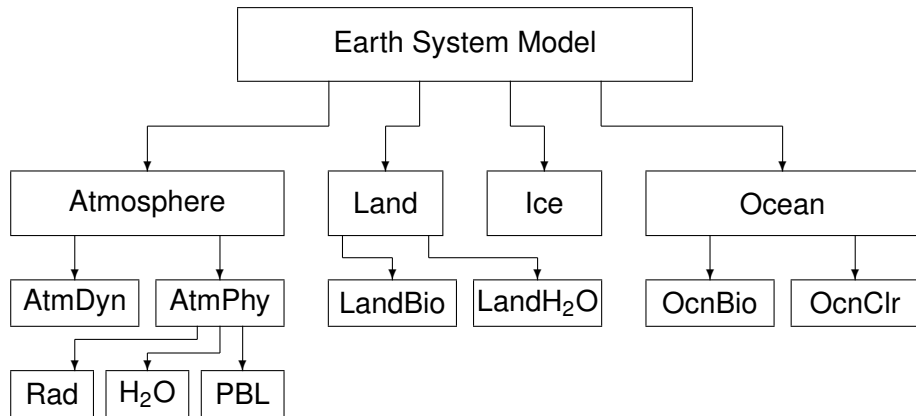 Earth System Model
Atmosphere
Land
Ice
Ocean
AtmDyn
AtmPhy
LandBio
LandH₂O
OcnBio
OcnClr
Rad
H₂O
PBL